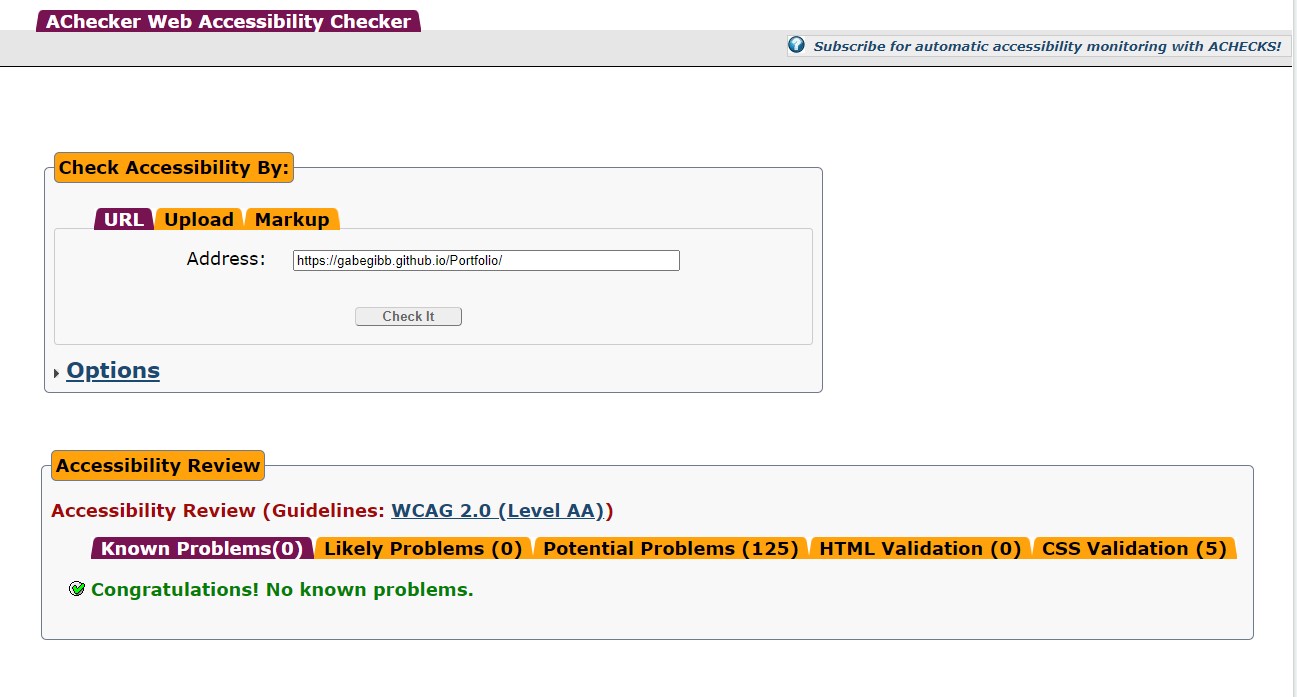 AChecker Web Accessibility Checker
Subscribe for automatic accessibility monitoring with ACHECKS!
Check Accessibility By:
URL Upload Markup
Address: https://gabegibb.github.io/Portfolio/
Check It
Options
Accessibility Review
Accessibility Review (Guidelines: WCAG 2.0 (Level AA))
Known Problems(0) Likely Problems (0) Potential Problems (125) HTML Validation (0) CSS Validation (5)
Congratulations! No known problems.